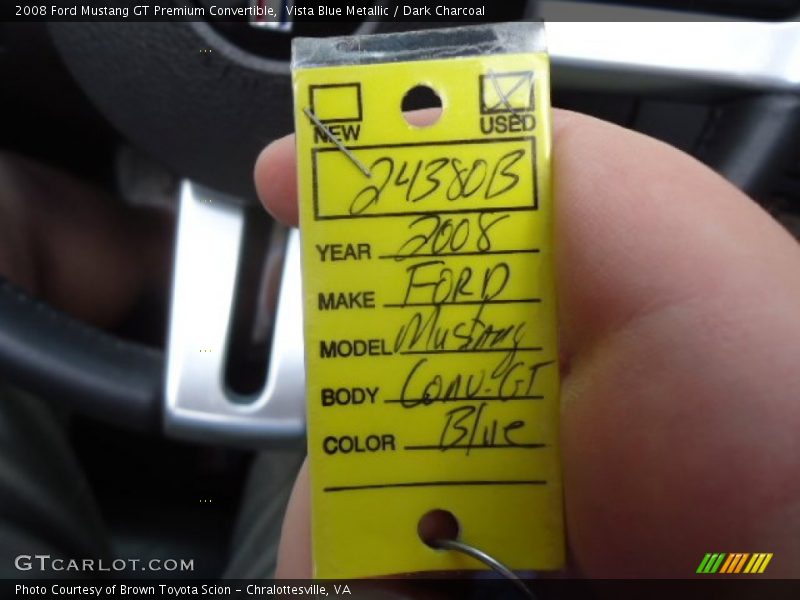 2008 Ford Mustang GT Premium Convertible,  Vista Blue Metallic / Dark Charcoal
NEW USED
24380B
YEAR 2008
MAKE FORD
MODEL Mustang
BODY Conv-GT
COLOR Blue
GTCARLOT.COM
Photo Courtesy of Brown Toyota Scion - Chralottesville, VA